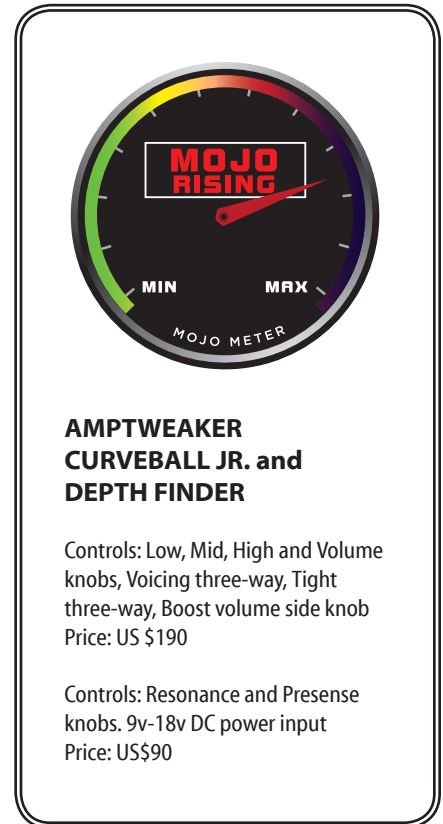 MOJO
RISING
MIN MAX
MOJO METER
AMPTWEAKER
CURVEBALL JR. and
DEPTH FINDER
Controls: Low, Mid, High and Volume
knobs, Voicing three-way, Tight
three-way, Boost volume side knob
Price: US $190
Controls: Resonance and Presense
knobs. 9v-18v DC power input
Price: US$90